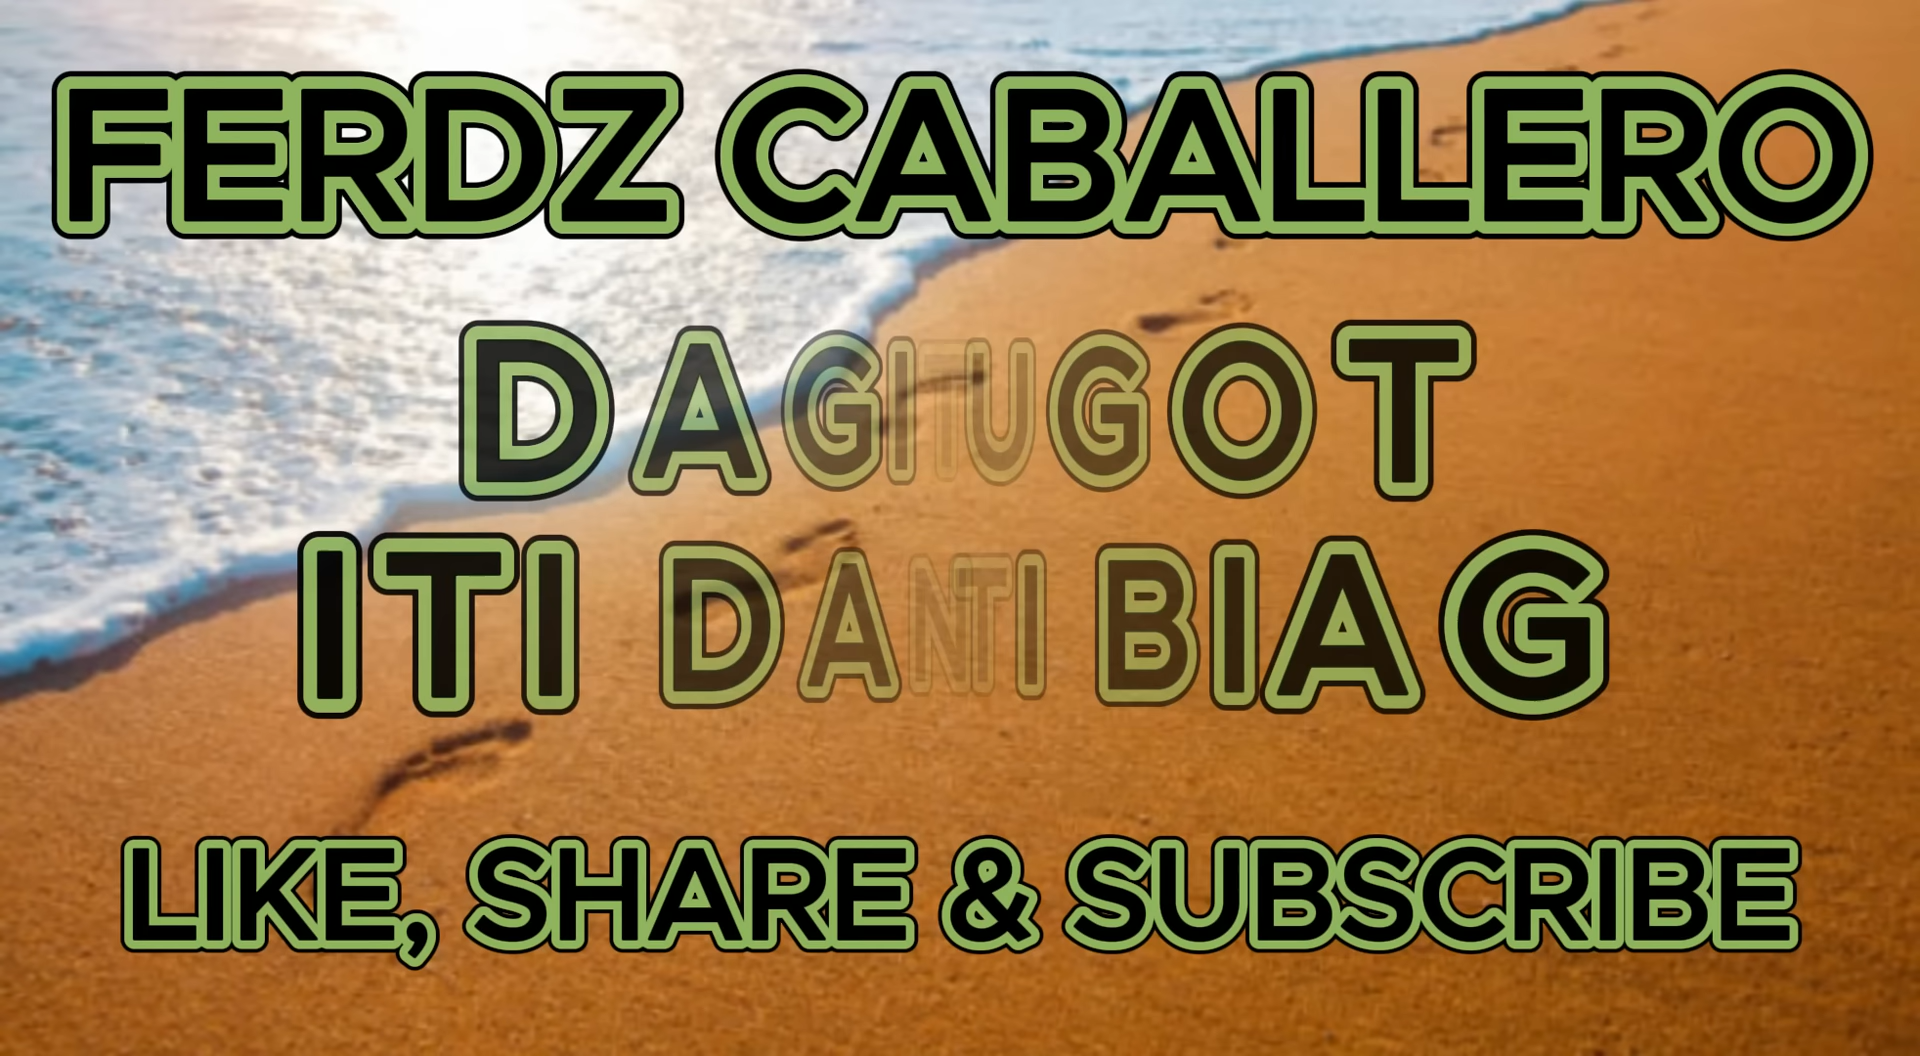 FERDZ CABALLERO
DAGITUGOT
ITI DANTI BIAG
LIKE, SHARE & SUBSCRIBE